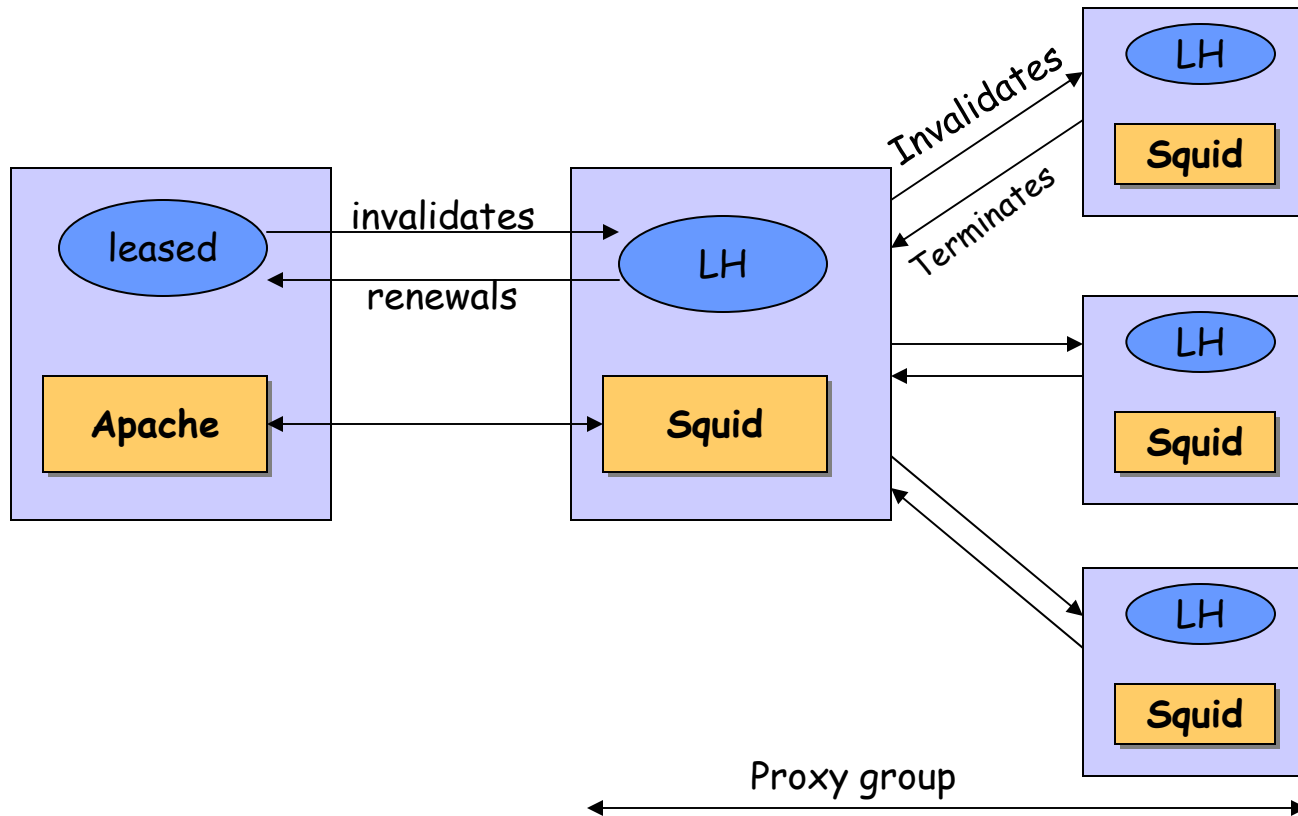 leased
Apache
invalidates
renewals
LH
Squid
Invalidates
Terminates
LH
Squid
LH
Squid
LH
Squid
Proxy group